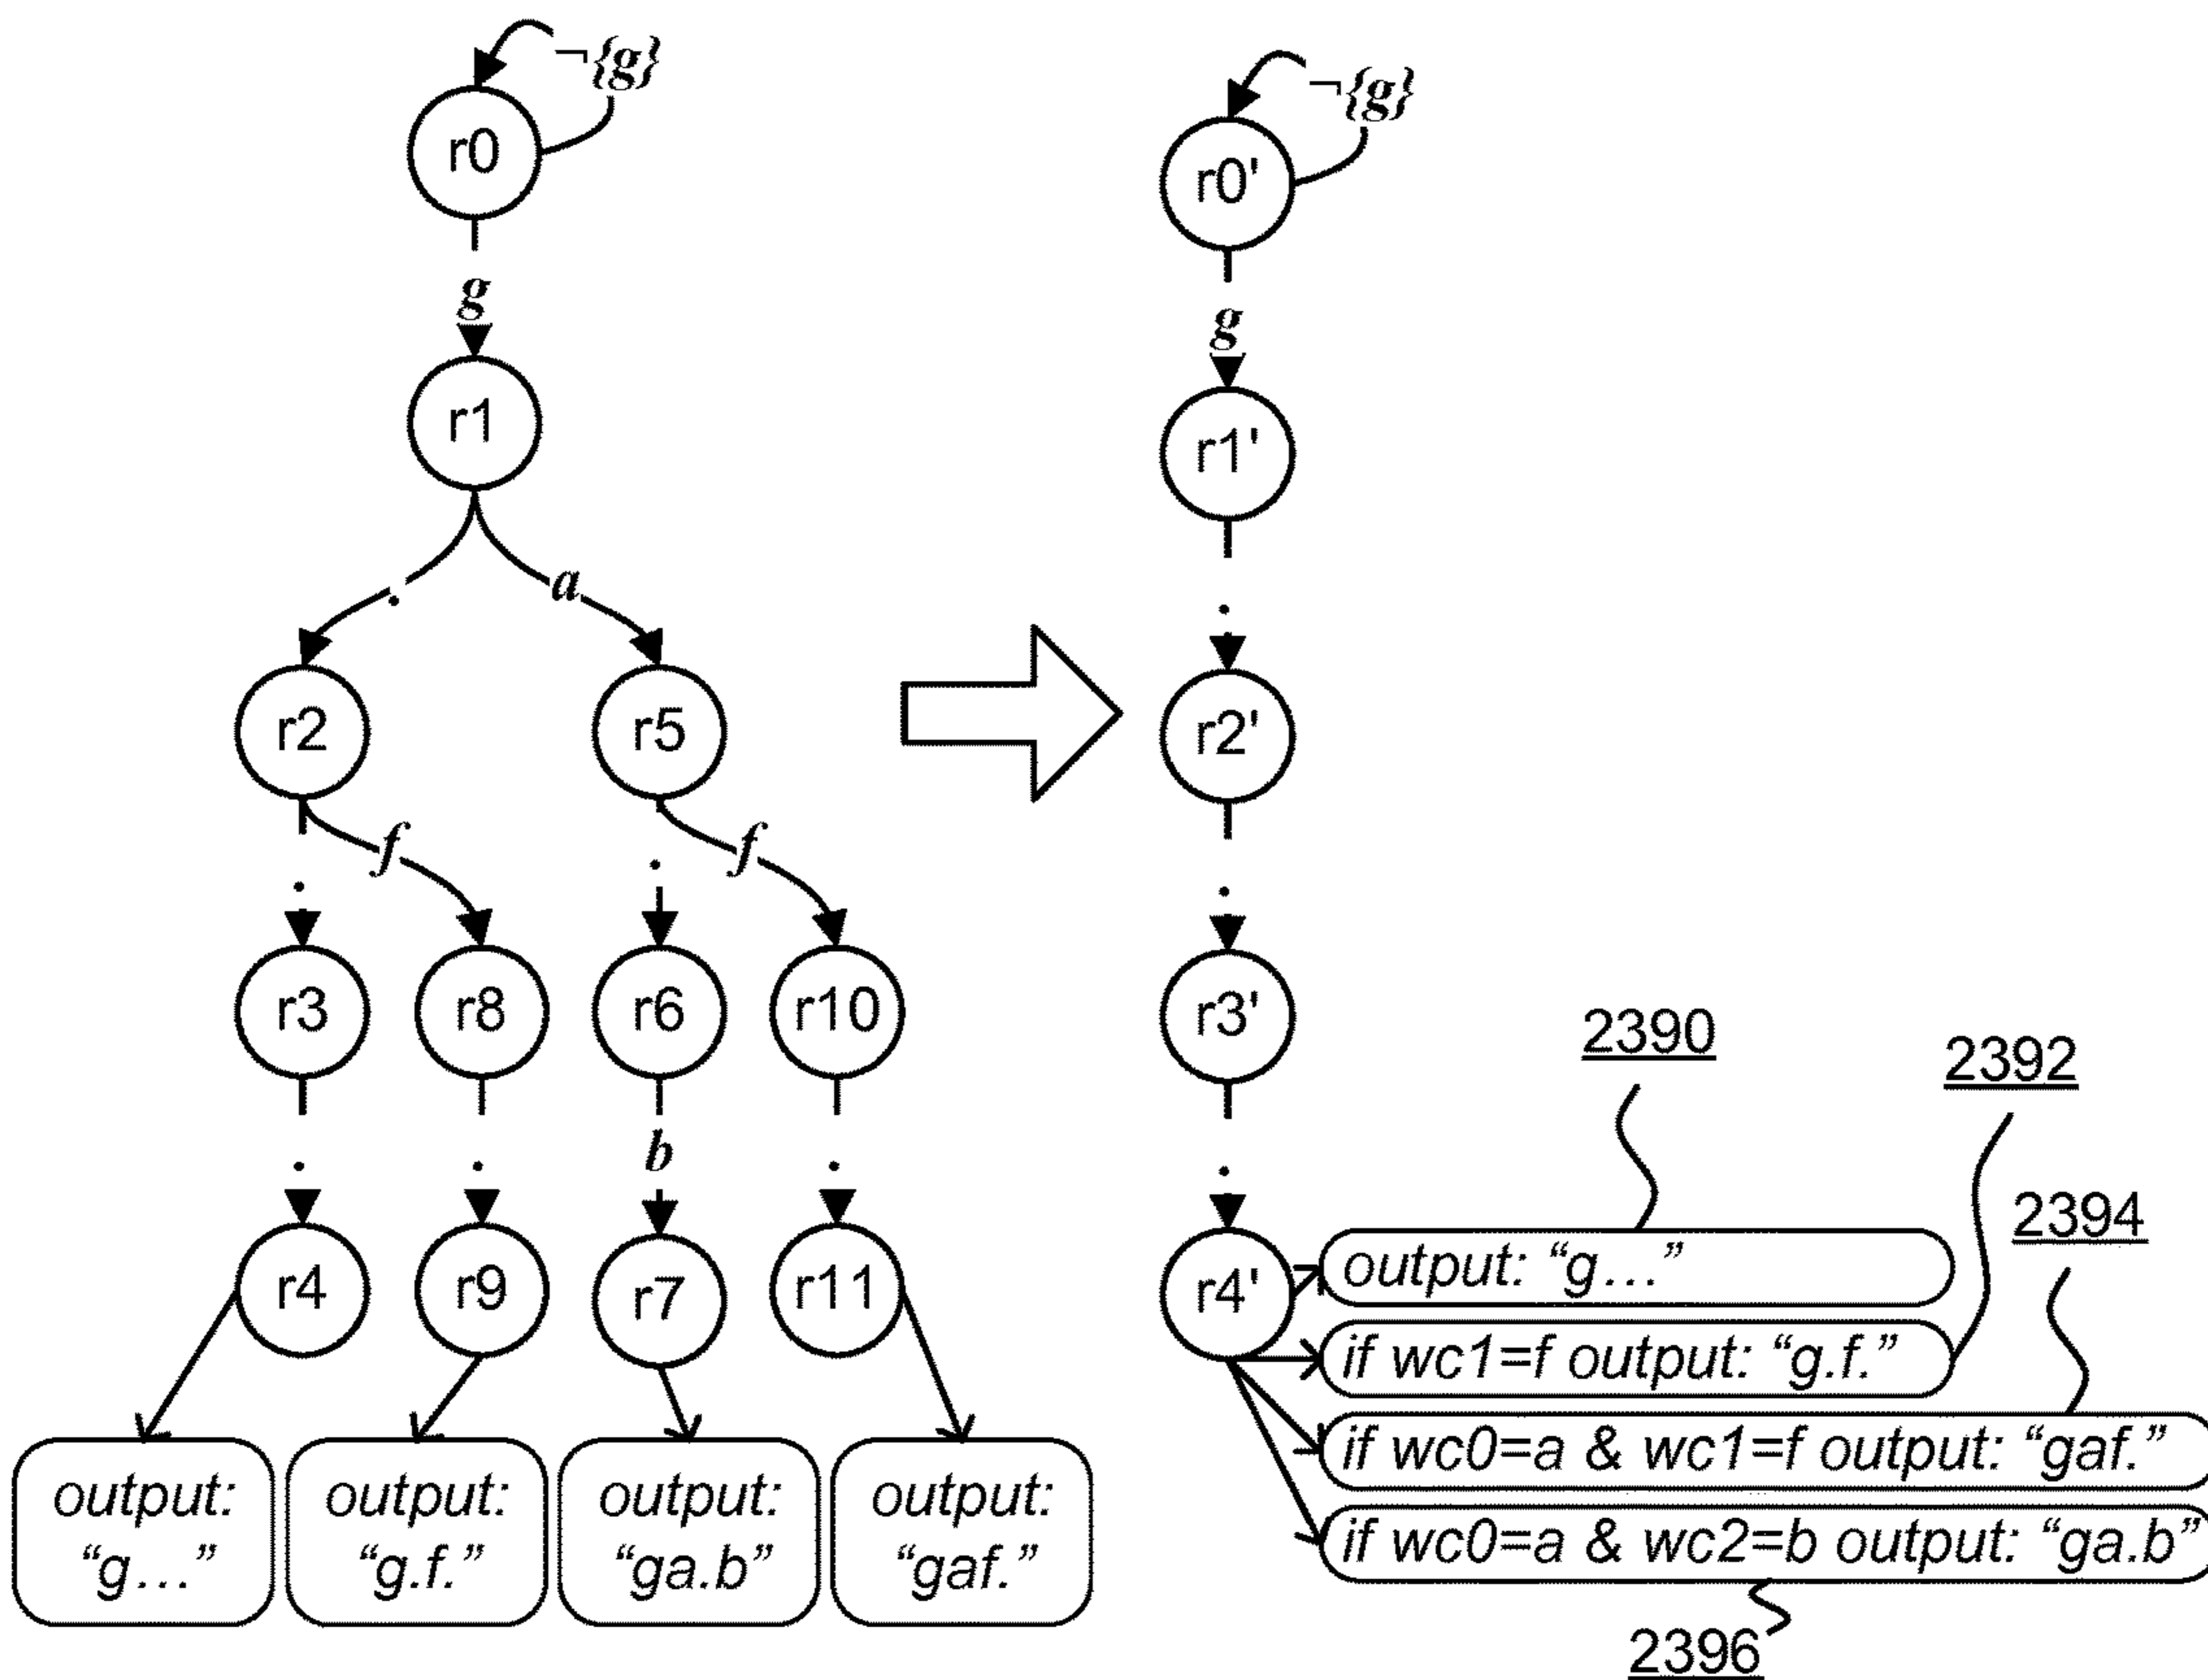 ¬{g}
r0
g
r1
.
a
r2
r5
.
f
.
f
r3
r8
r6
r10
.
.
b
.
r4
r9
r7
r11
output:
“g…”
output:
“g.f.”
output:
“ga.b”
output:
“gaf.”
¬{g}
r0'
g
r1'
.
r2'
.
r3'
.
r4'
2390
2392
2394
output: “g…”
if wc1=f output: “g.f.”
if wc0=a & wc1=f output: “gaf.”
if wc0=a & wc2=b output: “ga.b”
2396